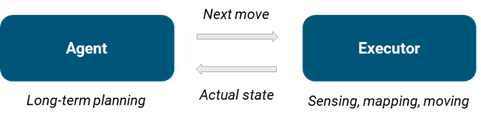 Next move
Agent
Executor
Actual state
Long-term planning
Sensing, mapping, moving